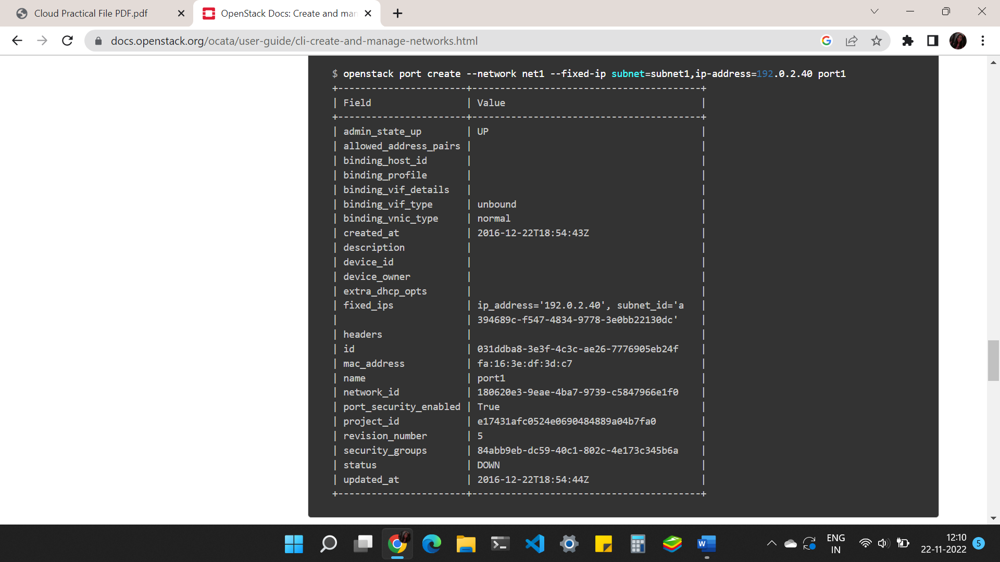 Cloud Practical File PDF.pdf
OpenStack Docs: Create and man
docs.openstack.org/ocata/user-guide/cli-create-and-manage-networks.html
$ openstack port create --network net1 --fixed-ip subnet=subnet1,ip-address=192.0.2.40 port1
+-----------------------+-----------------------------------------+
| Field                 | Value                                   |
+-----------------------+-----------------------------------------+
| admin_state_up        | UP                                      |
| allowed_address_pairs |                                         |
| binding_host_id       |                                         |
| binding_profile       |                                         |
| binding_vif_details   |                                         |
| binding_vif_type      | unbound                                 |
| binding_vnic_type     | normal                                  |
| created_at            | 2016-12-22T18:54:43Z                    |
| description           |                                         |
| device_id             |                                         |
| device_owner          |                                         |
| extra_dhcp_opts       |                                         |
| fixed_ips             | ip_address='192.0.2.40', subnet_id='a   |
|                       | 394689c-f547-4834-9778-3e0bb22130dc'    |
| headers               |                                         |
| id                    | 031ddba8-3e3f-4c3c-ae26-7776905eb24f    |
| mac_address           | fa:16:3e:df:3d:c7                       |
| name                  | port1                                   |
| network_id            | 180620e3-9eae-4ba7-9739-c5847966e1f0    |
| port_security_enabled | True                                    |
| project_id            | e17431afc0524e0690484889a04b7fa0        |
| revision_number       | 5                                       |
| security_groups       | 84abb9eb-dc59-40c1-802c-4e173c345b6a    |
| status                | DOWN                                    |
| updated_at            | 2016-12-22T18:54:44Z                    |
+-----------------------+-----------------------------------------+
ENG
IN
12:10
22-11-2022
5